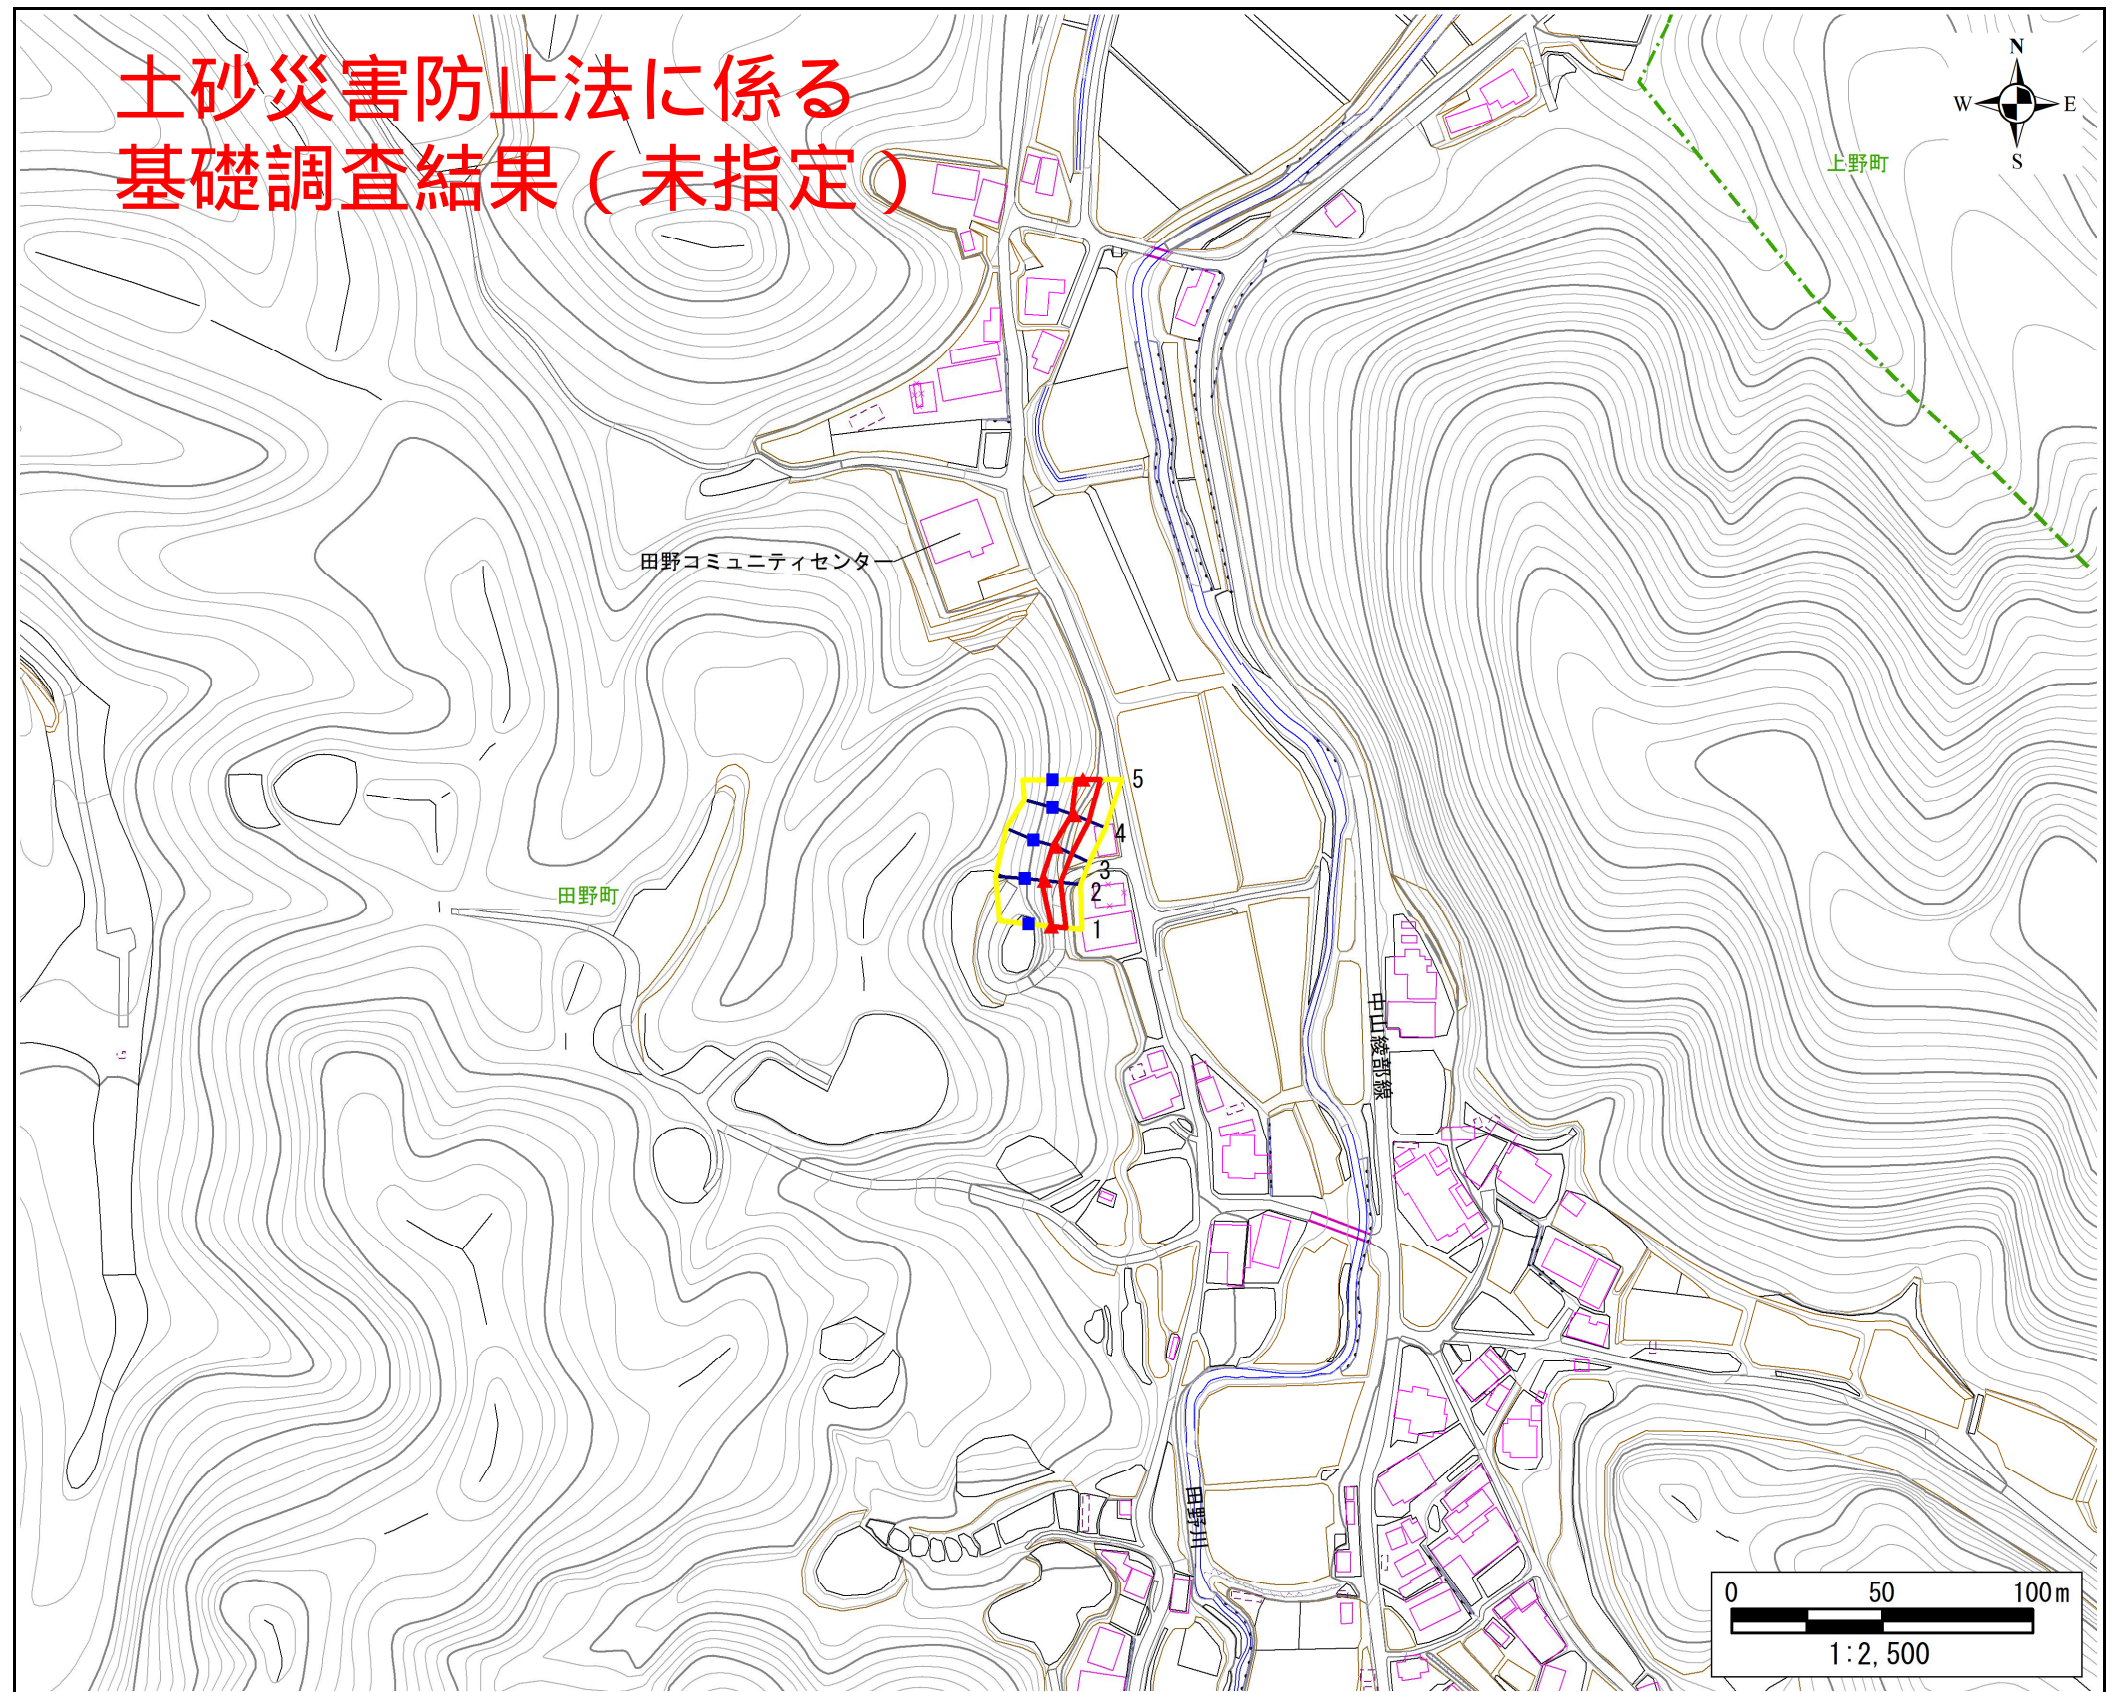 土砂災害防止法に係る
基礎調査結果（未指定）
N
W E
S
上野町
田野コミュニティセンター
5
4
3
2
1
田野町
中山綾部線
田野川
0 50 100m
1:2,500